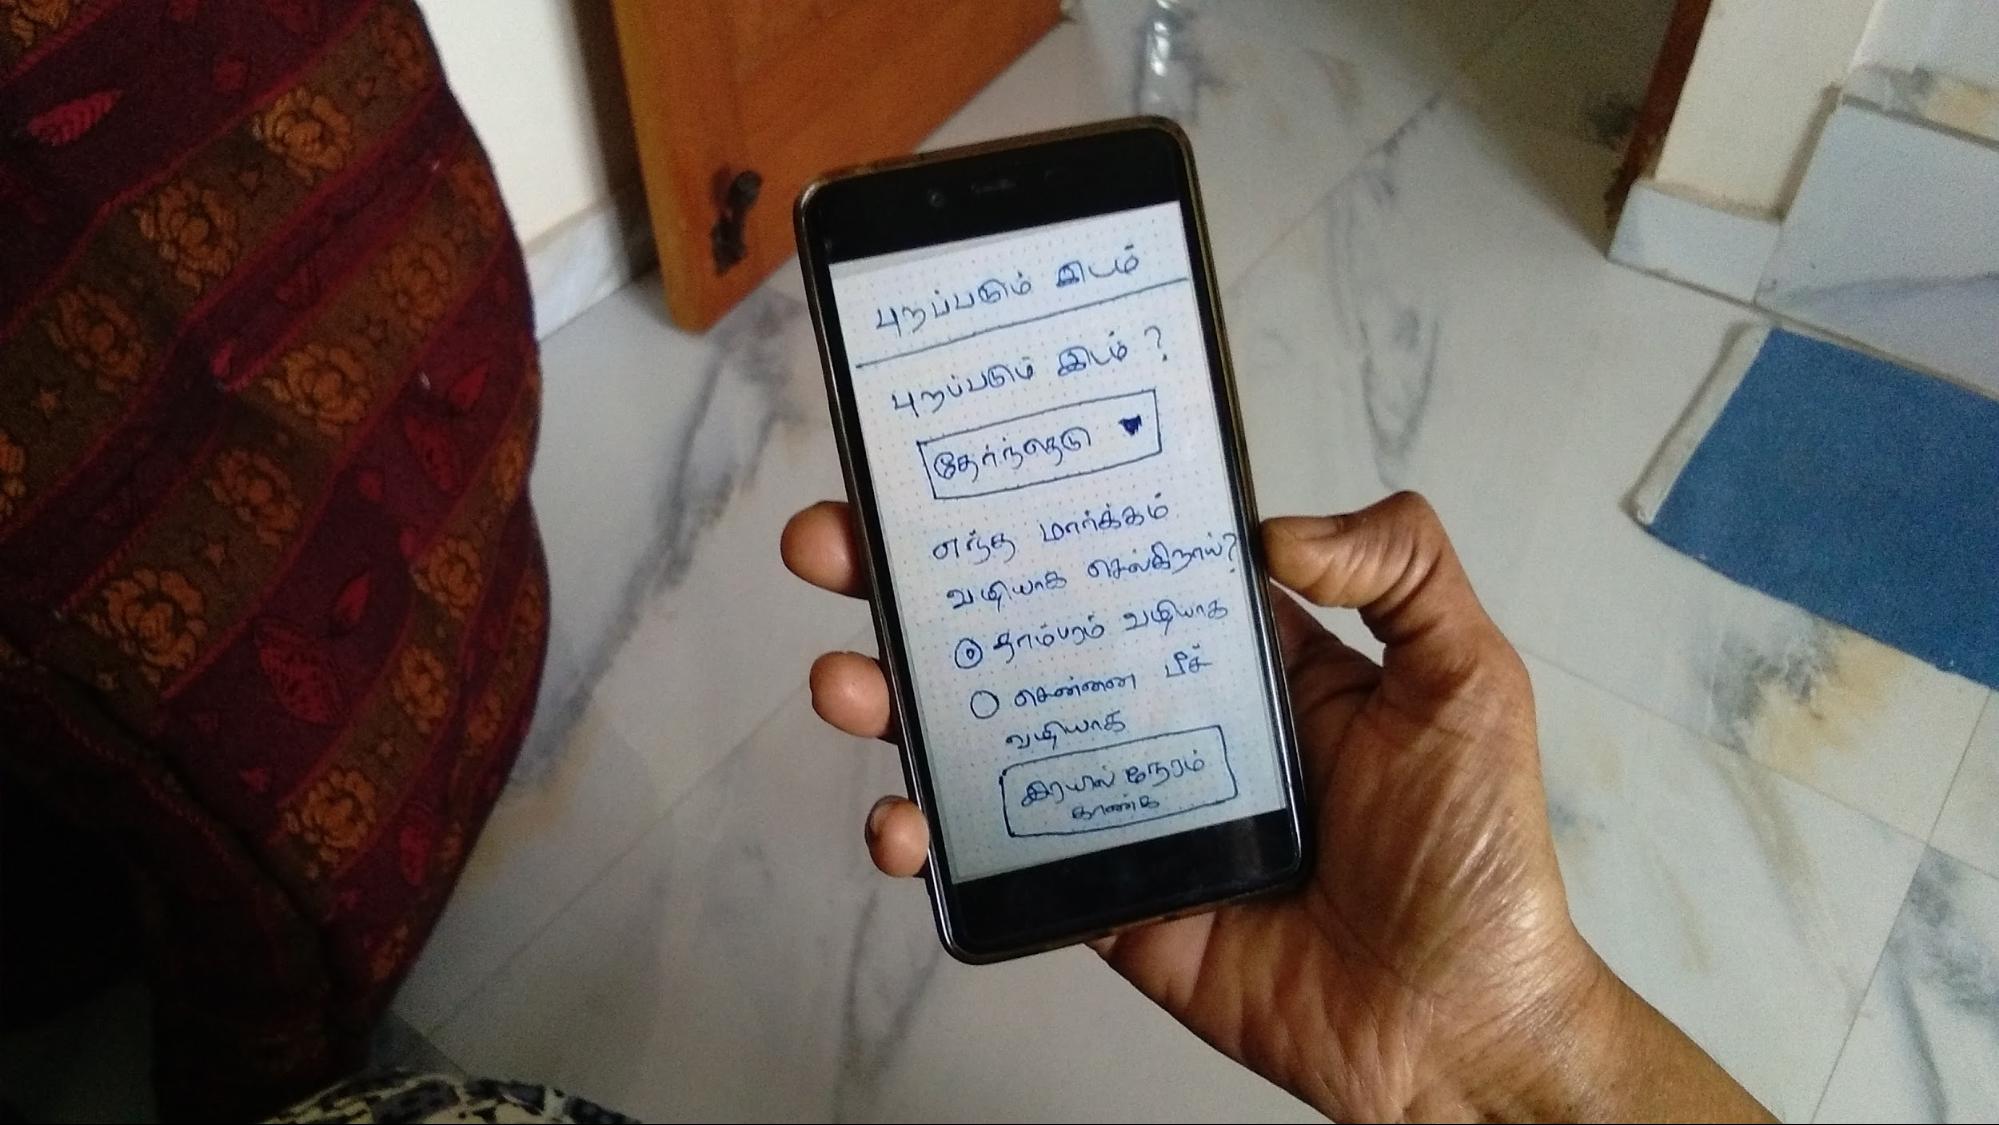 புறப்படும் இடம்
புறப்படும் இடம் ?
தேர்ந்தெடு
எந்த மார்க்கம்
வழியாக செல்கிறாய்?
தாம்பரம் வழியாக
சென்னை பீச்
வழியாக
இரயில் நேரம்
காண்க